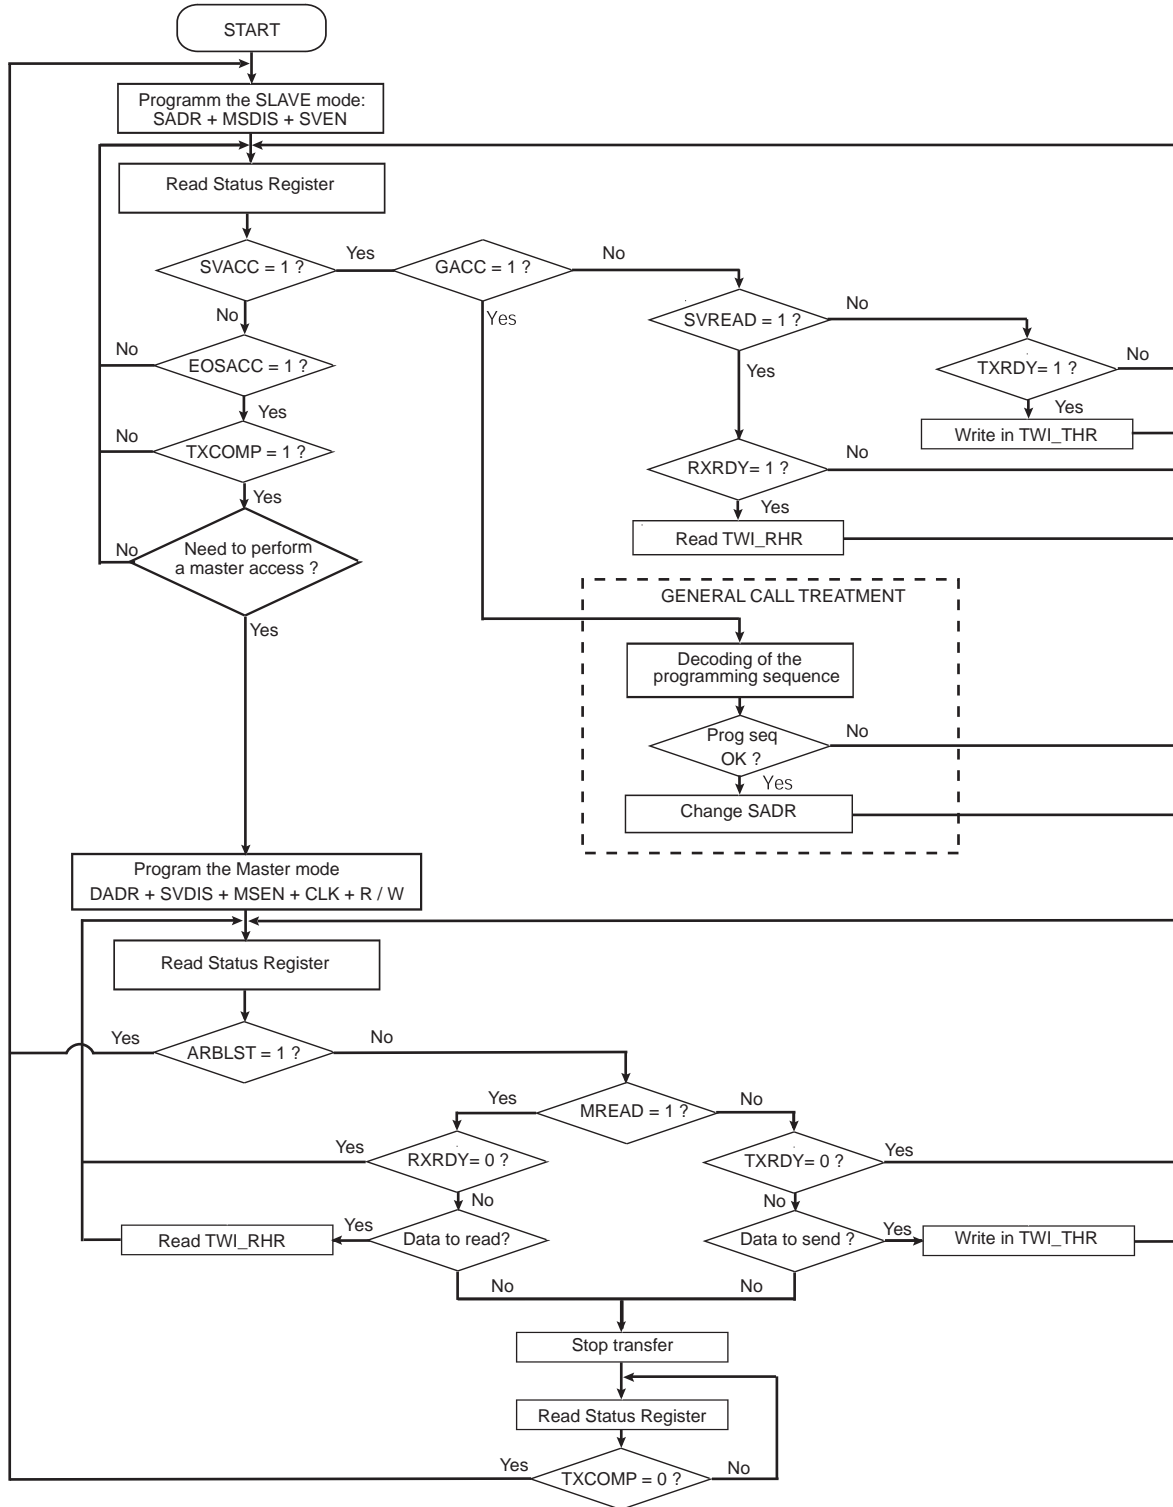 START
Programm the SLAVE mode:
SADR + MSDIS + SVEN
Read Status Register
SVACC = 1 ?
Yes
GACC = 1 ?
No
No
Yes
SVREAD = 1 ?
No
No
EOSACC = 1 ?
Yes
TXRDY= 1 ?
No
Yes
Yes
Write in TWI_THR
No
TXCOMP = 1 ?
RXRDY= 1 ?
No
Yes
Yes
Read TWI_RHR
No
Need to perform
a master access ?
Yes
GENERAL CALL TREATMENT
Decoding of the
programming sequence
Prog seq
OK ?
No
Yes
Change SADR
Program the Master mode
DADR + SVDIS + MSEN + CLK + R / W
Read Status Register
Yes
ARBLST = 1 ?
No
Yes
MREAD = 1 ?
No
Yes
RXRDY= 0 ?
TXRDY= 0 ?
Yes
No
No
Read TWI_RHR
Yes
Data to read?
Data to send ?
Yes
Write in TWI_THR
No
No
Stop transfer
Read Status Register
Yes
TXCOMP = 0 ?
No